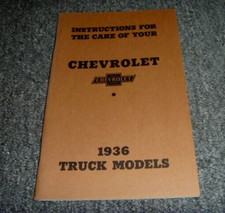 INSTRUCTIONS FOR
THE CARE OF YOUR
CHEVROLET
CHEVROLET
1936
TRUCK MODELS